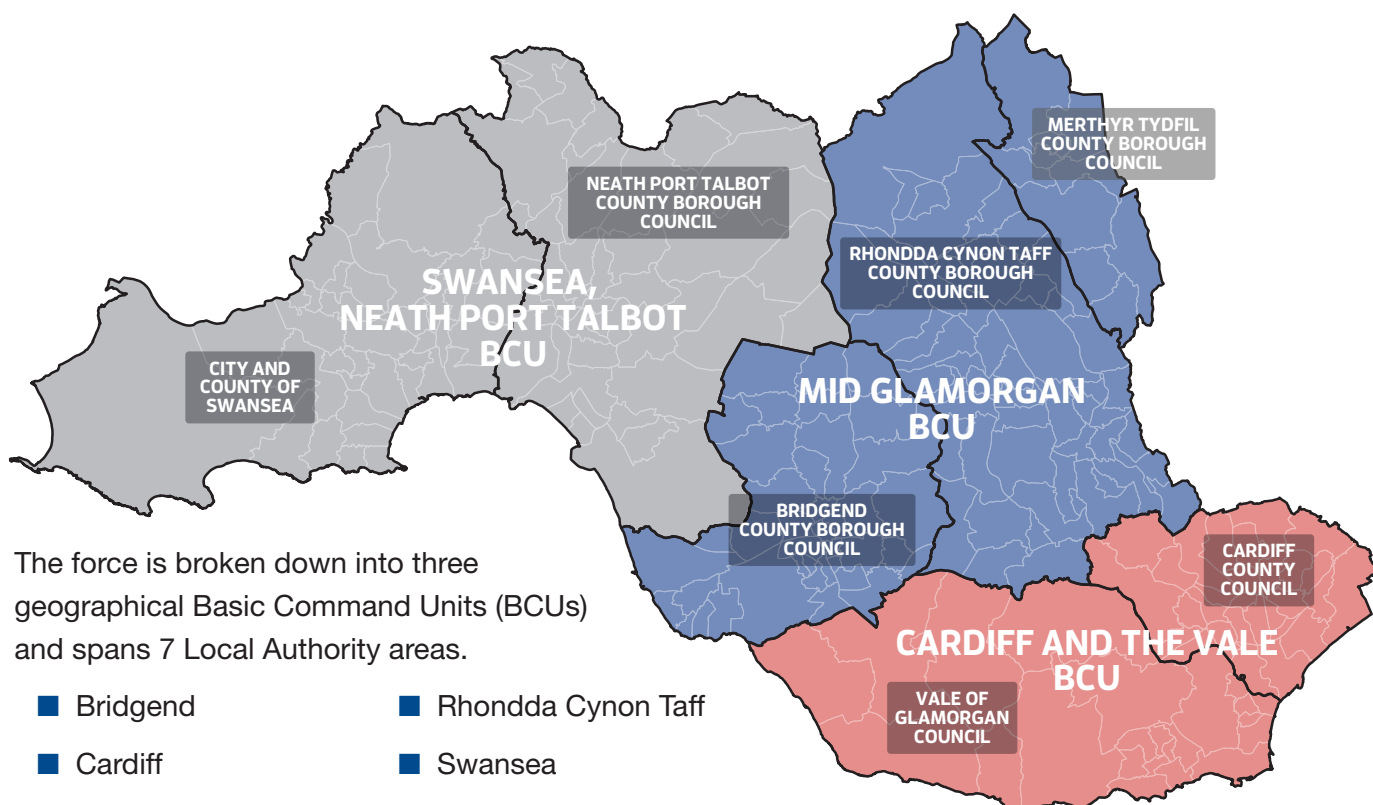 MERTHYR TYDFIL
COUNTY BOROUGH
COUNCIL
NEATH PORT TALBOT
COUNTY BOROUGH
COUNCIL
RHONDDA CYNON TAFF
COUNTY BOROUGH
COUNCIL
SWANSEA,
NEATH PORT TALBOT
BCU
CITY AND
COUNTY OF
SWANSEA
MID GLAMORGAN
BCU
BRIDGEND
COUNTY BOROUGH
COUNCIL
CARDIFF
COUNTY
COUNCIL
CARDIFF AND THE VALE
BCU
VALE OF
GLAMORGAN
COUNCIL
The force is broken down into three
geographical Basic Command Units (BCUs)
and spans 7 Local Authority areas.
Bridgend
Rhondda Cynon Taff
Cardiff
Swansea